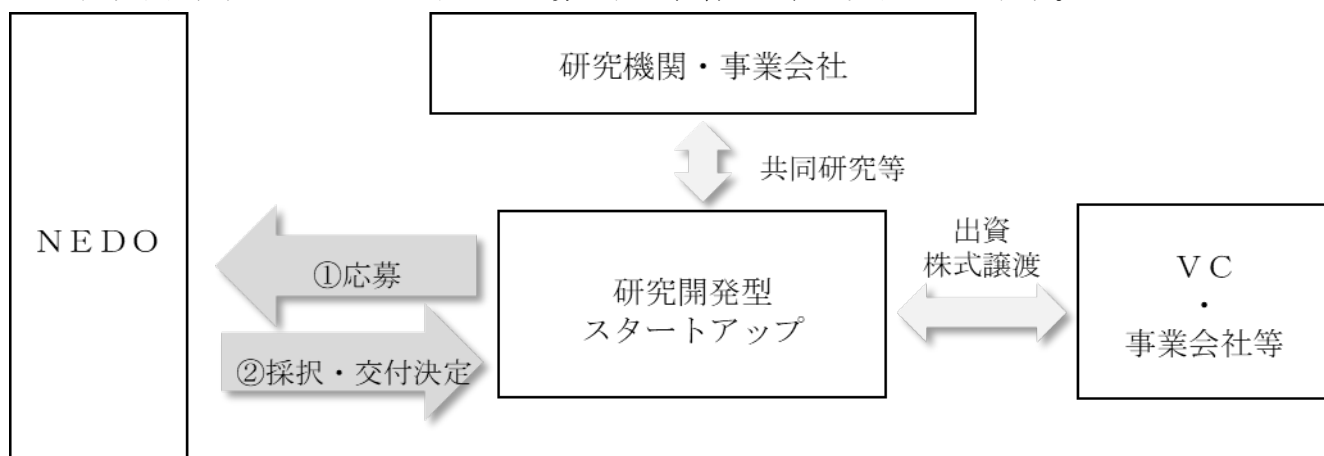 研究機関・事業会社
共同研究等
ＮＥＤＯ
①応募
②採択・交付決定
研究開発型
スタートアップ
出資
株式譲渡
ＶＣ
・
事業会社等